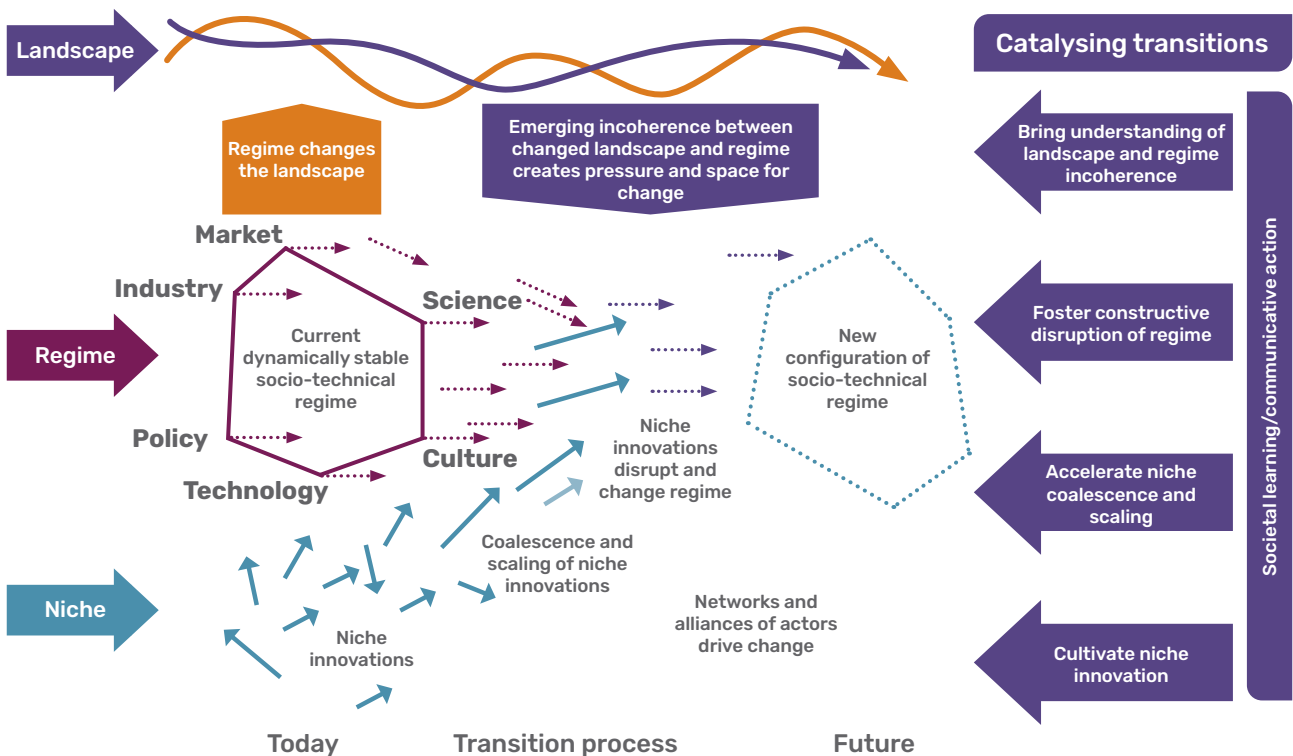 Landscape
Catalysing transitions
Regime changes
the landscape
Emerging incoherence between
changed landscape and regime
creates pressure and space for
change
Bring understanding of
landscape and regime
incoherence
Market
Industry
Science
Regime
Current
dynamically stable
socio-technical
regime
New
configuration of
socio-technical
regime
Foster constructive
disruption of regime
Policy
Culture
Technology
Niche
innovations
disrupt and
change regime
Accelerate niche
coalescence and
scaling
Coalescence and
scaling of niche
innovations
Niche
Niche
innovations
Networks and
alliances of actors
drive change
Cultivate niche
innovation
Societal learning/communicative action
Today
Transition process
Future